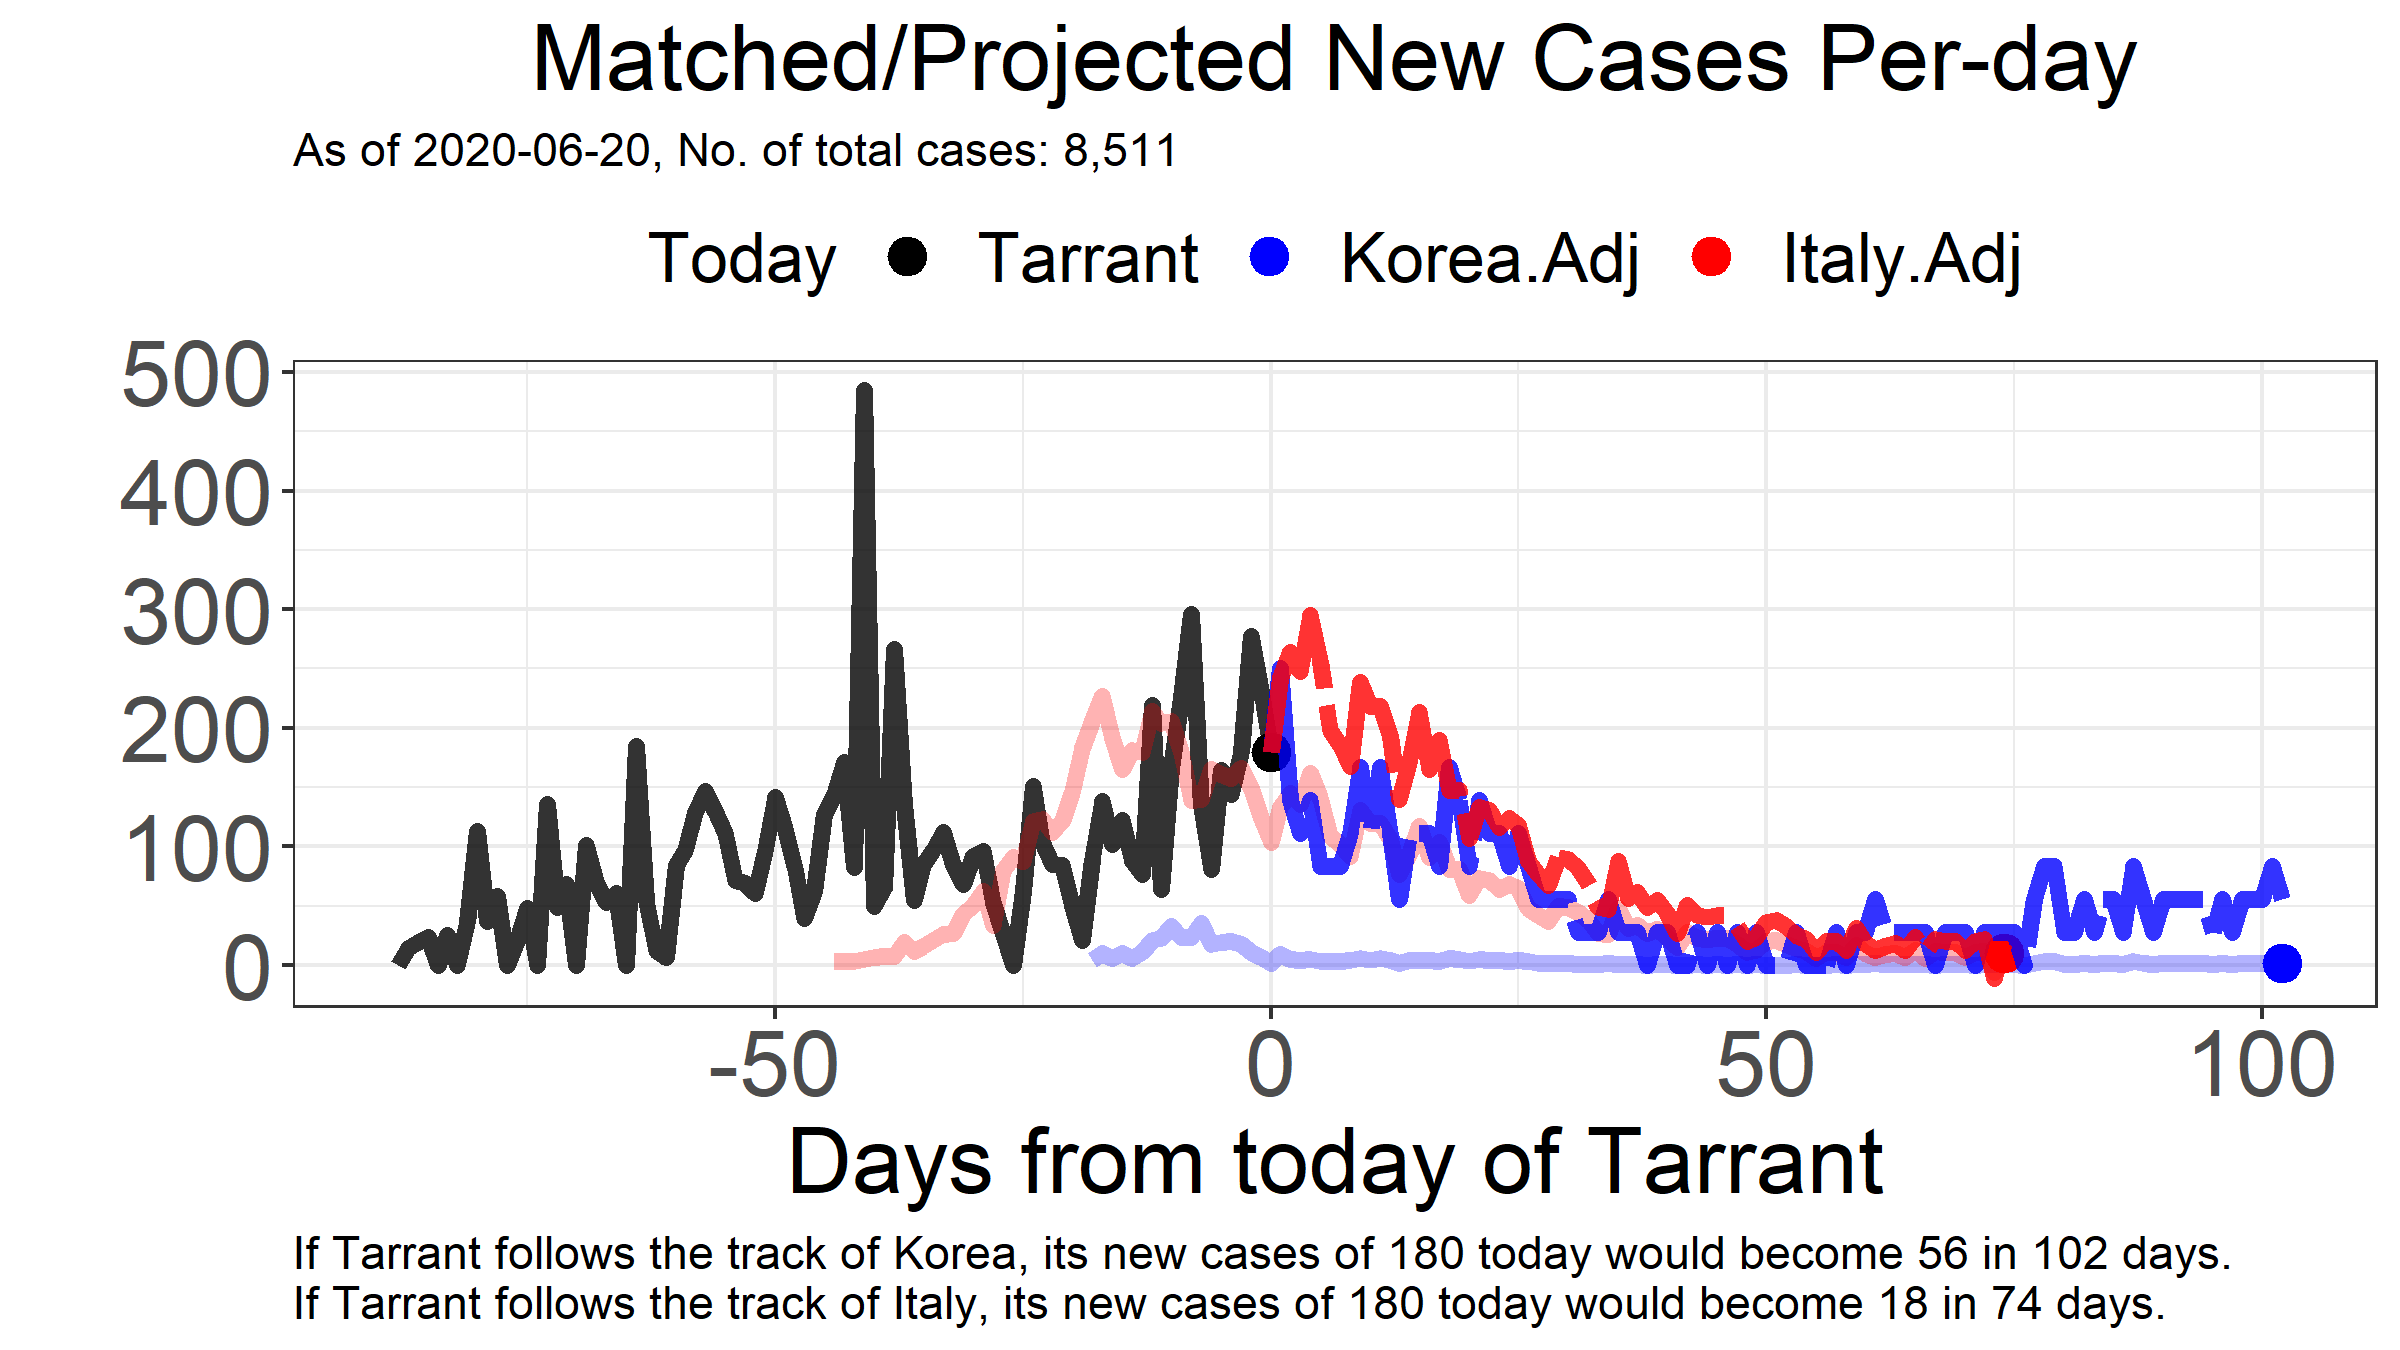 Matched/Projected New Cases Per-day
As of 2020-06-20, No. of total cases: 8,511
Today Tarrant Korea.Adj Italy.Adj
500
400
300
200
100
0
-50 0 50 100
Days from today of Tarrant
If Tarrant follows the track of Korea, its new cases of 180 today would become 56 in 102 days.
If Tarrant follows the track of Italy, its new cases of 180 today would become 18 in 74 days.